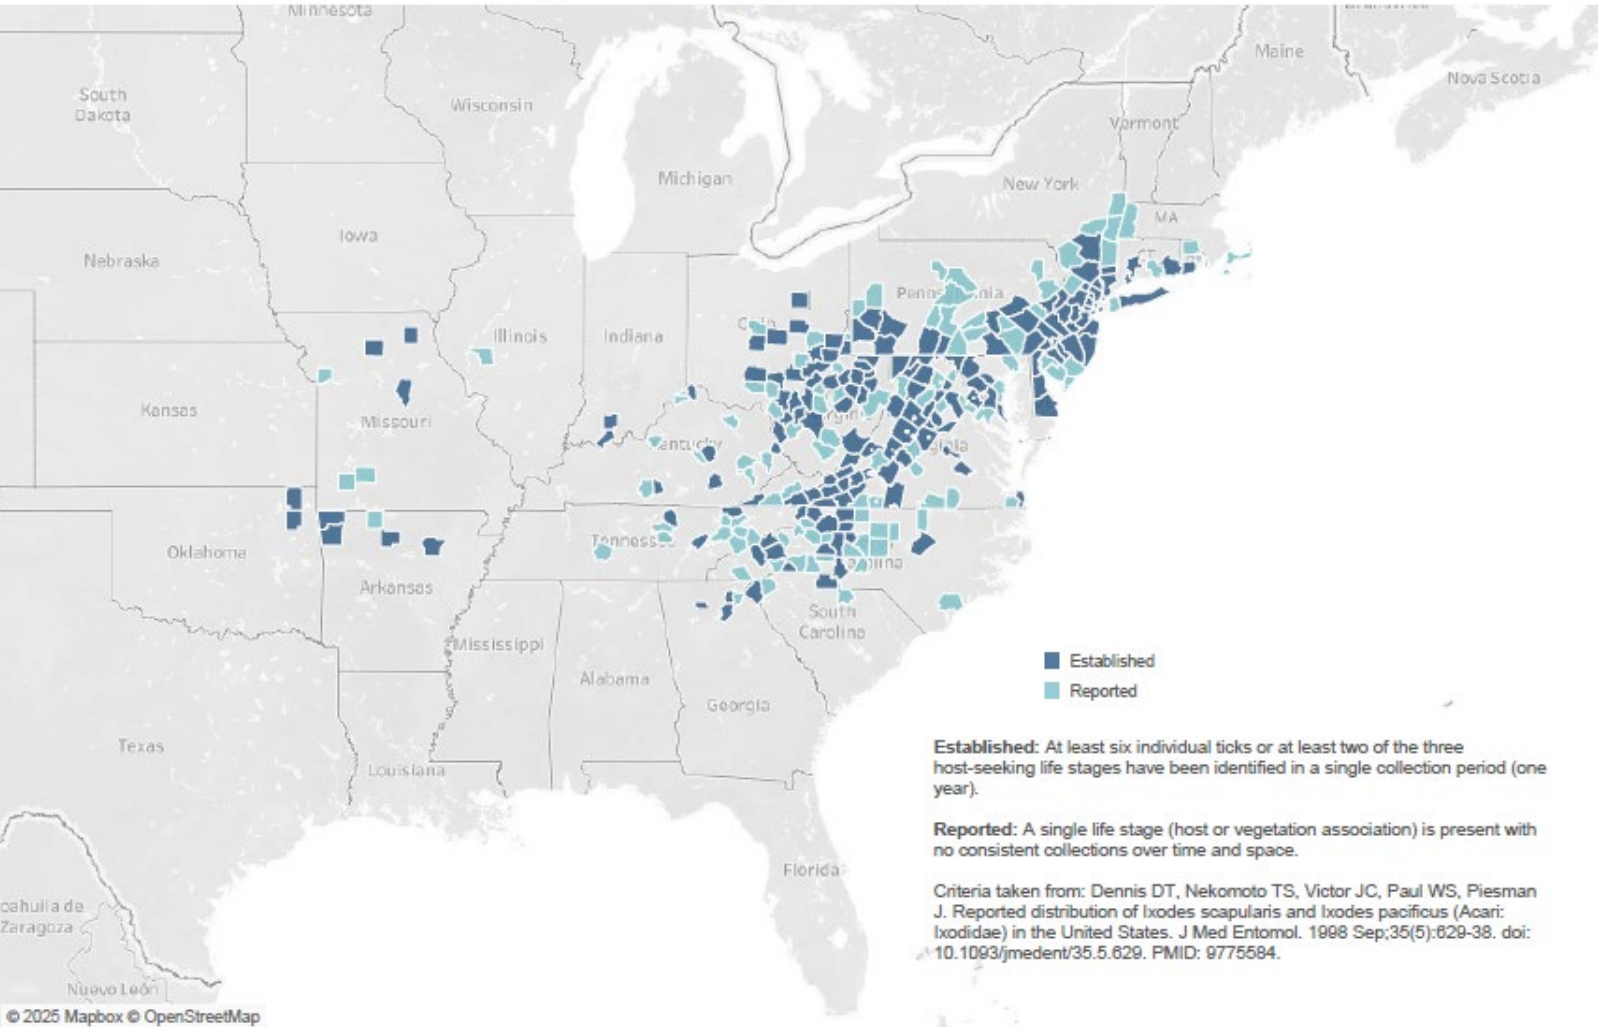 Minnesota
Maine
Nova Scotia
South
Dakota
Wisconsin
Vermont
Michigan
New York
MA
Iowa
Nebraska
CT
Illinois
Indiana
Kansas
Missouri
Oklahoma
Arkansas
South
Carolina
Mississippi
Alabama
Georgia
Texas
Louisiana
Florida
Zaragoza
Nuevo León
Established
Reported
Established: At least six individual ticks or at least two of the three
host-seeking life stages have been identified in a single collection period (one
year).
Reported: A single life stage (host or vegetation association) is present with
no consistent collections over time and space.
Criteria taken from: Dennis DT, Nekomoto TS, Victor JC, Paul WS, Piesman
J. Reported distribution of Ixodes scapularis and Ixodes pacificus (Acari:
Ixodidae) in the United States. J Med Entomol. 1998 Sep;35(5):629-38. doi:
10.1093/jmedent/35.5.629. PMID: 9775584.
© 2025 Mapbox © OpenStreetMap